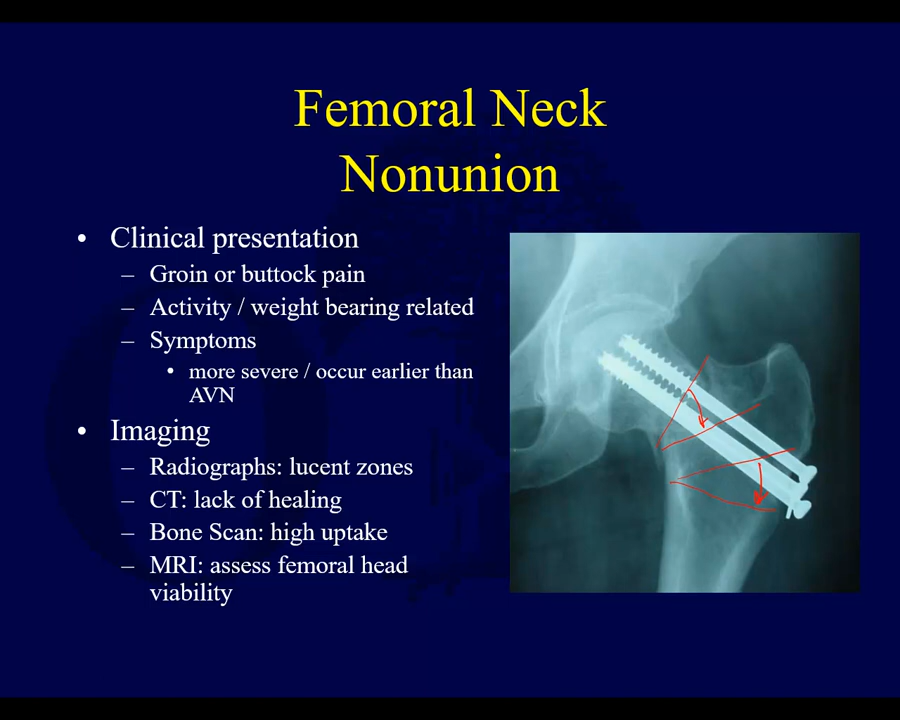 Femoral Neck
Nonunion
• Clinical presentation
– Groin or buttock pain
– Activity / weight bearing related
– Symptoms
• more severe / occur earlier than
AVN
• Imaging
– Radiographs: lucent zones
– CT: lack of healing
– Bone Scan: high uptake
– MRI: assess femoral head
viability